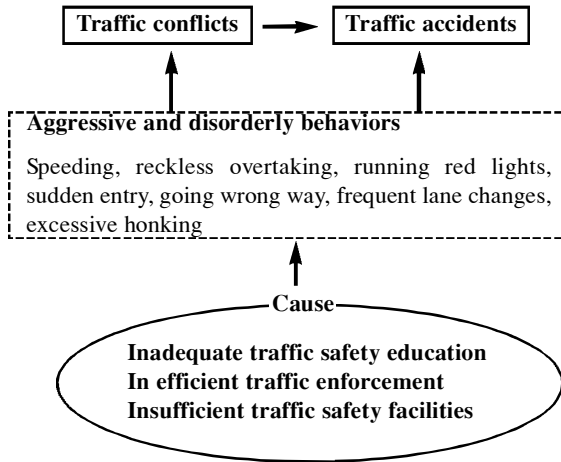 Traffic conflicts Traffic accidents
Aggressive and disorderly behaviors
Speeding, reckless overtaking, running red lights,
sudden entry, going wrong way, frequent lane changes,
excessive honking
Cause
Inadequate traffic safety education
In efficient traffic enforcement
Insufficient traffic safety facilities